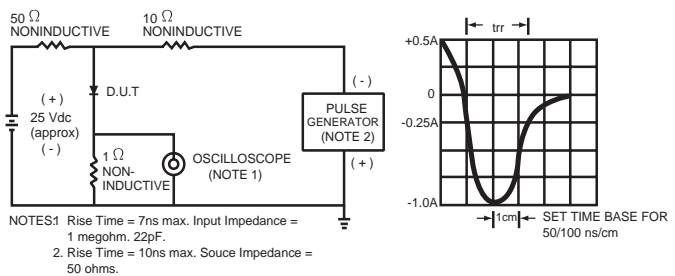 50 Ω
NONINDUCTIVE
10 Ω
NONINDUCTIVE
( + )
25 Vdc
(approx)
( - )
D.U.T
1 Ω
NON-
INDUCTIVE
OSCILLOSCOPE
(NOTE 1)
( - )
PULSE
GENERATOR
(NOTE 2)
( + )
NOTES:1 Rise Time = 7ns max. Input Impedance =
1 megohm. 22pF.
2. Rise Time = 10ns max. Souce Impedance =
50 ohms.
trr
+0.5A
0
-0.25A
-1.0A
1cm
SET TIME BASE FOR
50/100 ns/cm